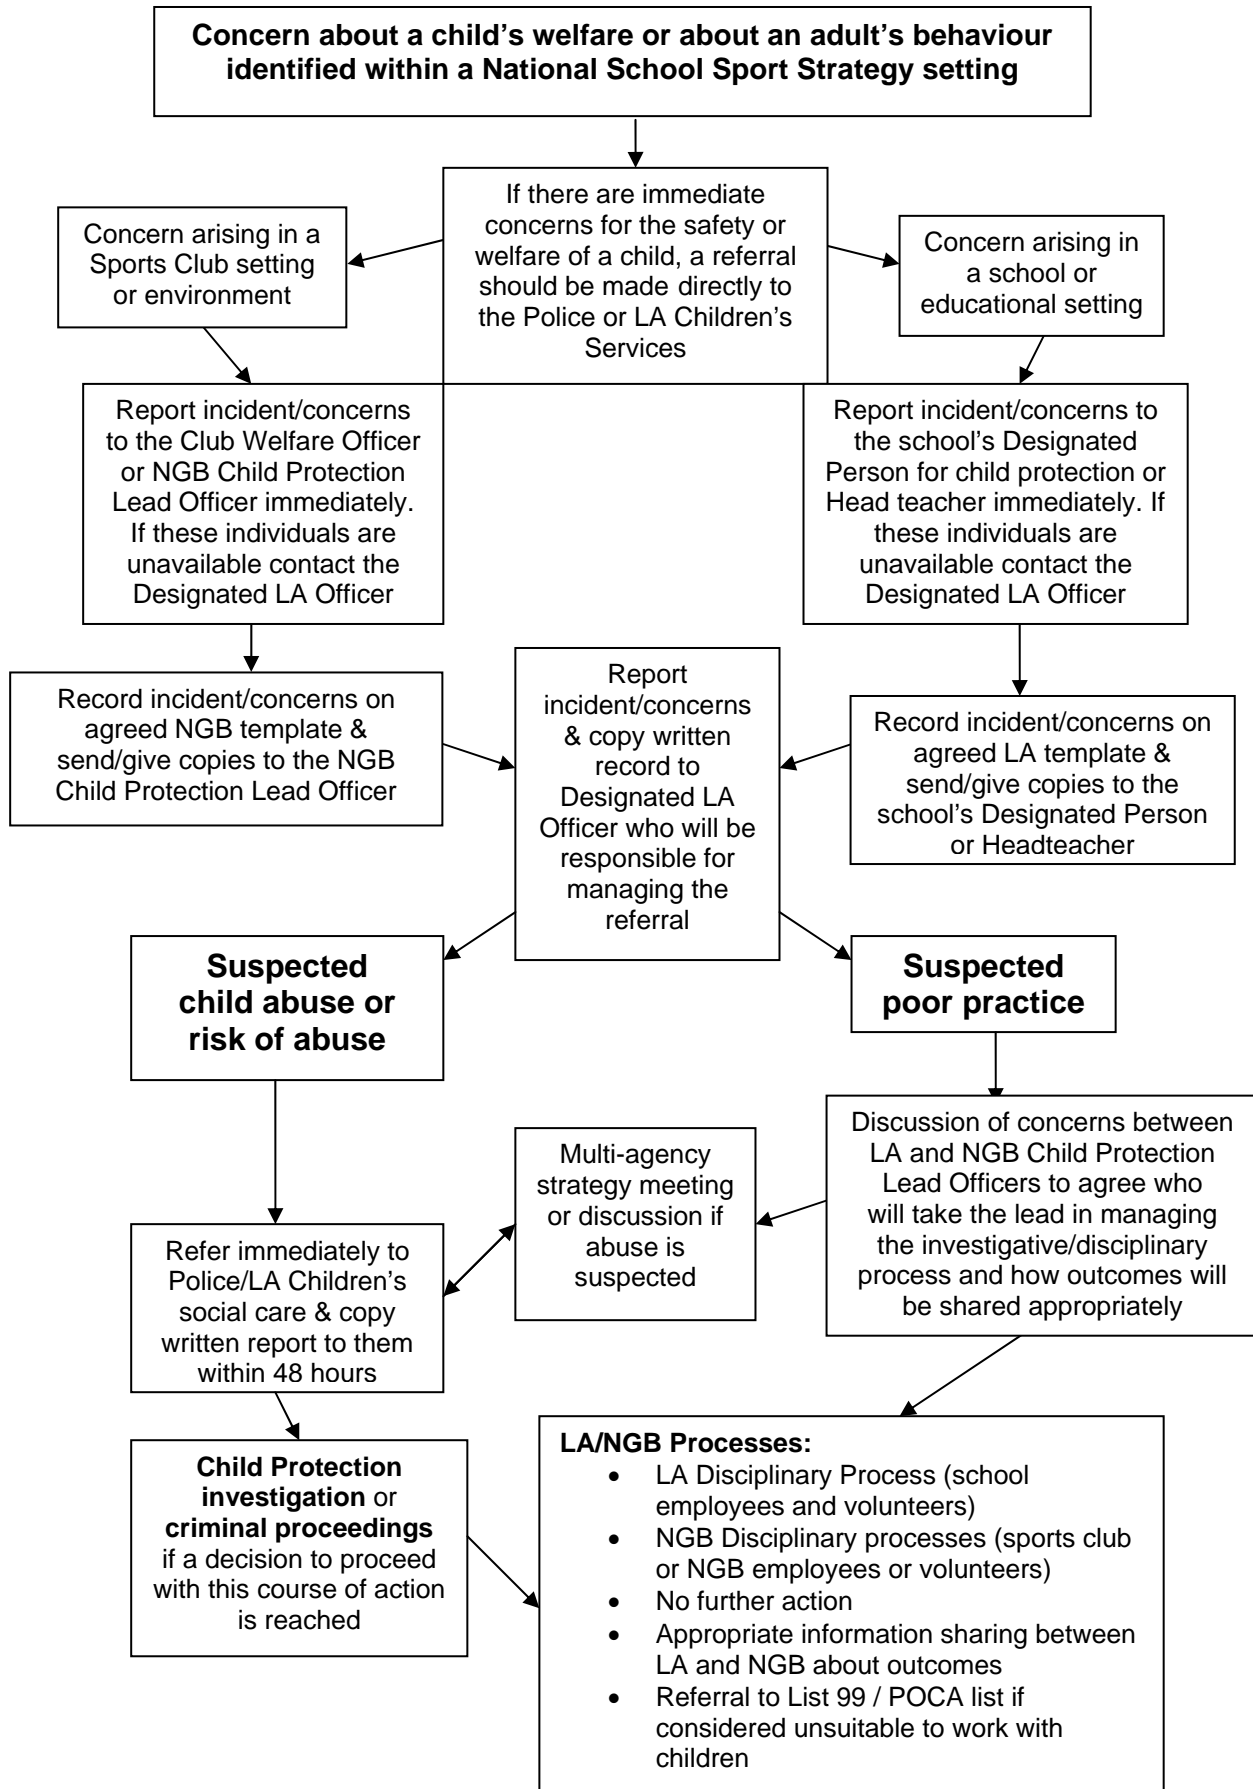 Concern about a child's welfare or about an adult's behaviour
identified within a National School Sport Strategy setting
If there are immediate
concerns for the safety or
welfare of a child, a referral
should be made directly to
the Police or LA Children's
Services
Concern arising in a
Sports Club setting
or environment
Concern arising in
a school or
educational setting
Report incident/concerns
to the Club Welfare Officer
or NGB Child Protection
Lead Officer immediately.
If these individuals are
unavailable contact the
Designated LA Officer
Report incident/concerns to
the school's Designated
Person for child protection or
Head teacher immediately. If
these individuals are
unavailable contact the
Designated LA Officer
Record incident/concerns on
agreed NGB template &
send/give copies to the NGB
Child Protection Lead Officer
Report
incident/concerns
& copy written
record to
Designated LA
Officer who will be
responsible for
managing the
referral
Record incident/concerns on
agreed LA template &
send/give copies to the
school's Designated Person
or Headteacher
Suspected
child abuse or
risk of abuse
Suspected
poor practice
Multi-agency
strategy meeting
or discussion if
abuse is
suspected
Discussion of concerns between
LA and NGB Child Protection
Lead Officers to agree who
will take the lead in managing
the investigative/disciplinary
process and how outcomes will
be shared appropriately
Refer immediately to
Police/LA Children's
social care & copy
written report to them
within 48 hours
Child Protection
investigation or
criminal proceedings
if a decision to proceed
with this course of action
is reached
LA/NGB Processes:
• LA Disciplinary Process (school
employees and volunteers)
• NGB Disciplinary processes (sports club
or NGB employees or volunteers)
• No further action
• Appropriate information sharing between
LA and NGB about outcomes
• Referral to List 99 / POCA list if
considered unsuitable to work with
children